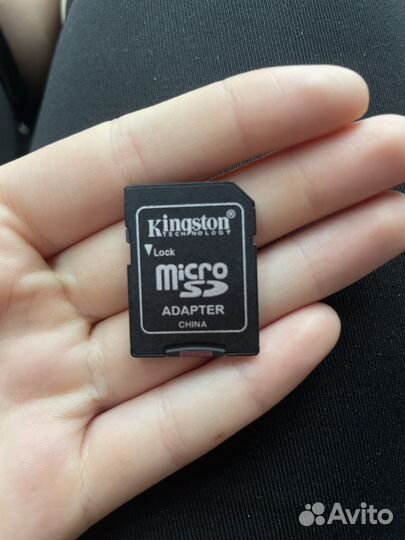 Kingston®
TECHNOLOGY
▼Lock
micro
SD
ADAPTER
CHINA
Avito